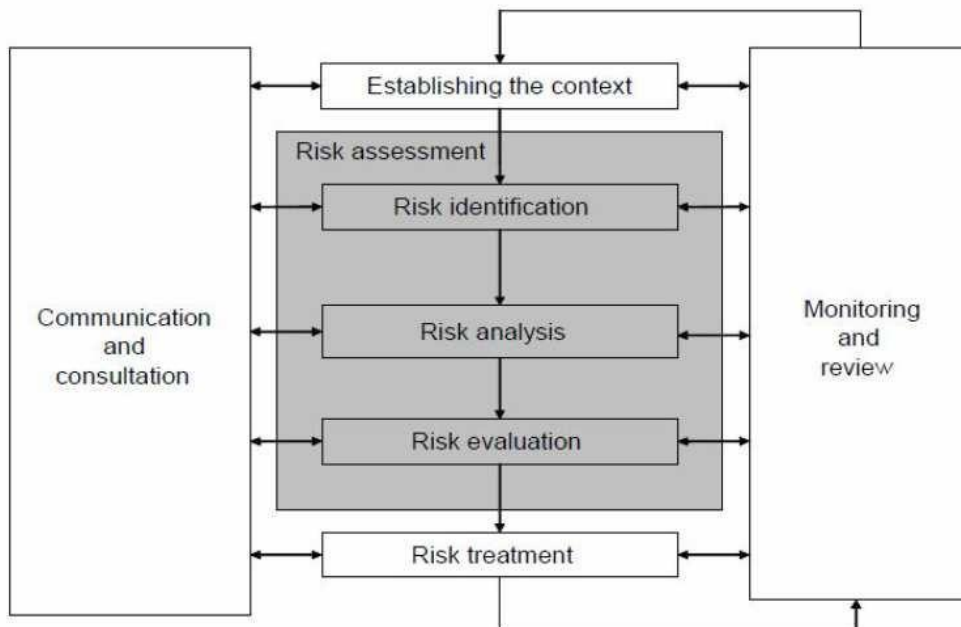 Establishing the context
Risk assessment
Risk identification
Communication
and
consultation
Risk analysis
Monitoring
and
review
Risk evaluation
Risk treatment